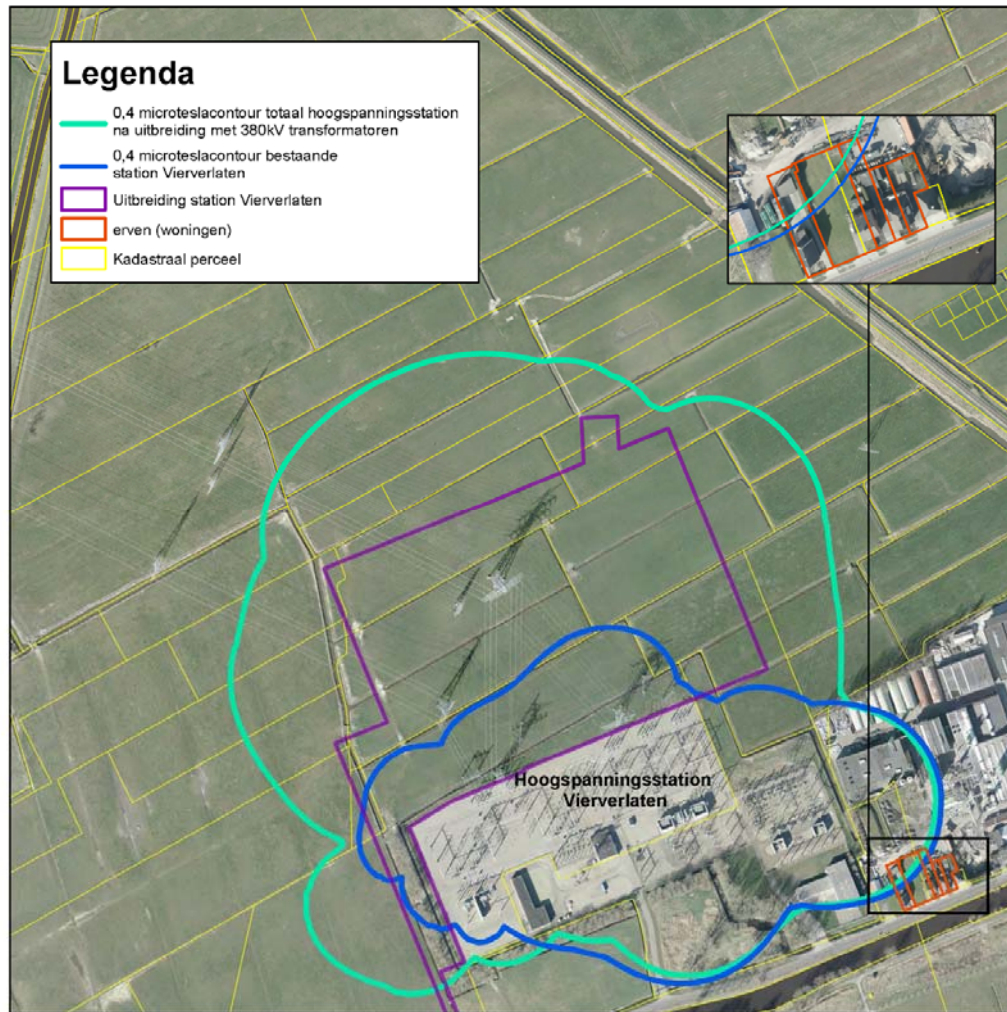 Legenda
0,4 microteslacontour totaal hoogspanningsstation
na uitbreiding met 380kV transformatoren
0,4 microteslacontour bestaande
station Vierverlaten
Uitbreiding station Vierverlaten
erven (woningen)
Kadastraal perceel
Hoogspanningsstation
Vierverlaten